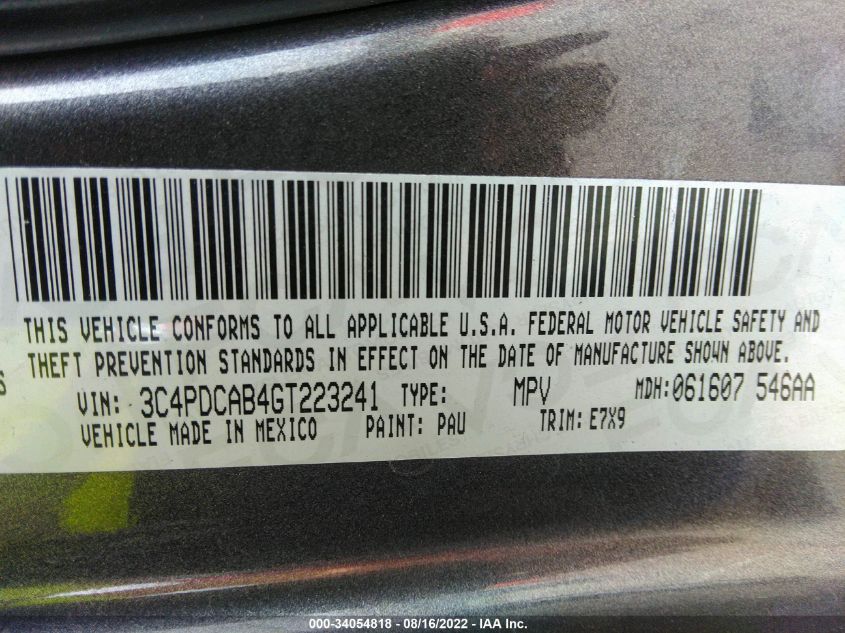 THIS VEHICLE CONFORMS TO ALL APPLICABLE U.S.A. FEDERAL MOTOR VEHICLE SAFETY AND
THEFT PREVENTION STANDARDS IN EFFECT ON THE DATE OF MANUFACTURE SHOWN ABOVE.
S
VIN: 3C4PDCAB4GT223241 TYPE: MPV MDH: 061607 546AA
VEHICLE MADE IN MEXICO PAINT: PAU TRIM: E7X9
000-34054818 - 08/16/2022 - IAA Inc.